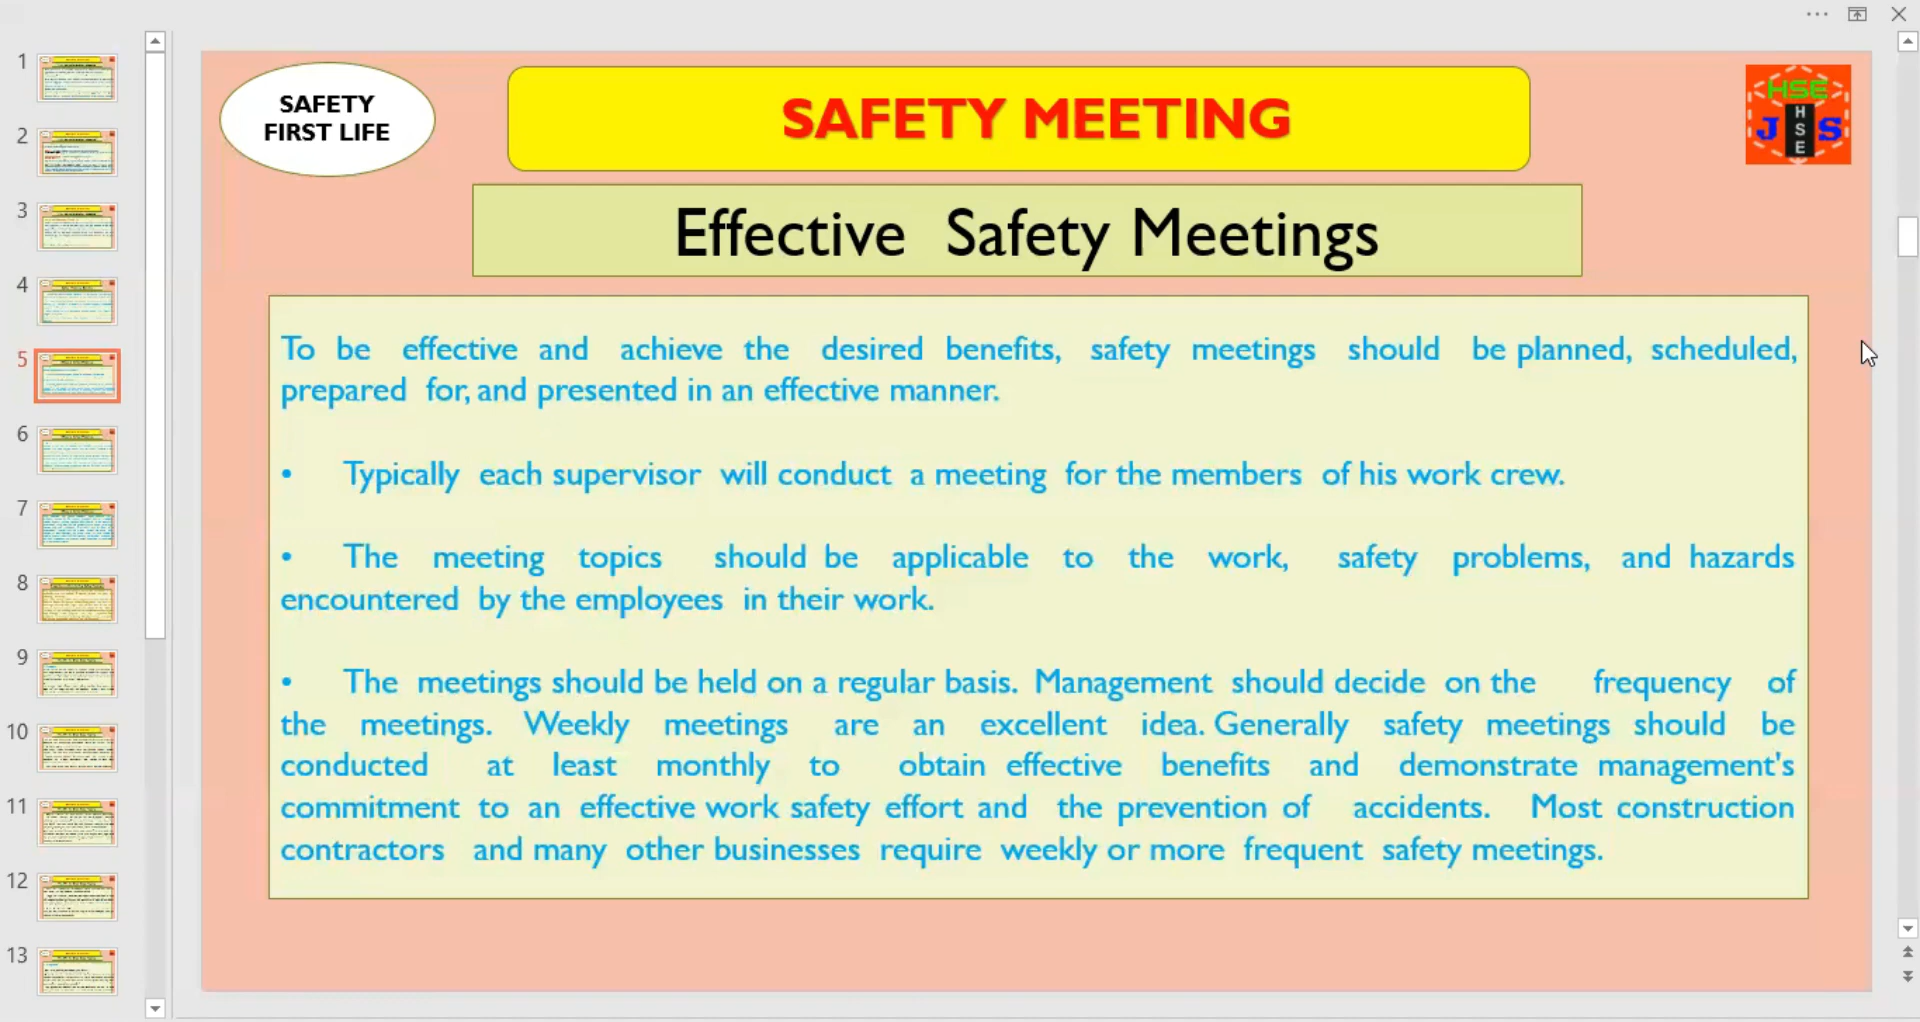 SAFETY
FIRST LIFE
SAFETY MEETING
HSE
J S
H
S
E
Effective Safety Meetings
To be effective and achieve the desired benefits, safety meetings should be planned, scheduled,
prepared for, and presented in an effective manner.
• Typically each supervisor will conduct a meeting for the members of his work crew.
• The meeting topics should be applicable to the work, safety problems, and hazards
encountered by the employees in their work.
• The meetings should be held on a regular basis. Management should decide on the frequency of
the meetings. Weekly meetings are an excellent idea. Generally safety meetings should be
conducted at least monthly to obtain effective benefits and demonstrate management's
commitment to an effective work safety effort and the prevention of accidents. Most construction
contractors and many other businesses require weekly or more frequent safety meetings.
1
2
3
4
5
6
7
8
9
10
11
12
13